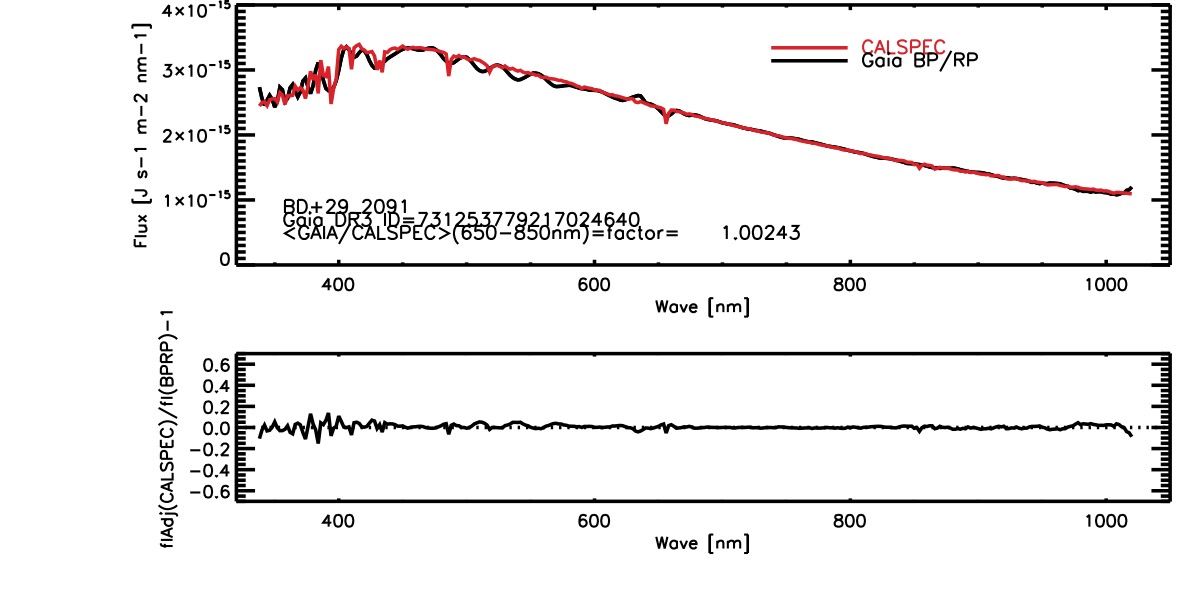 4×10−15
3×10−15
2×10−15
1×10−15
0
Flux [J s−1 m−2 nm−1]
CALSPEC
Gaia BP/RP
BD+29 2091
Gaia DR3 ID=731253779217024640
<GAIA/CALSPEC>(650−850nm)=factor= 1.00243
400 600 800 1000
Wave [nm]
flAdj(CALSPEC)/fl(BPRP)−1
0.6
0.4
0.2
0.0
−0.2
−0.4
−0.6
400 600 800 1000
Wave [nm]